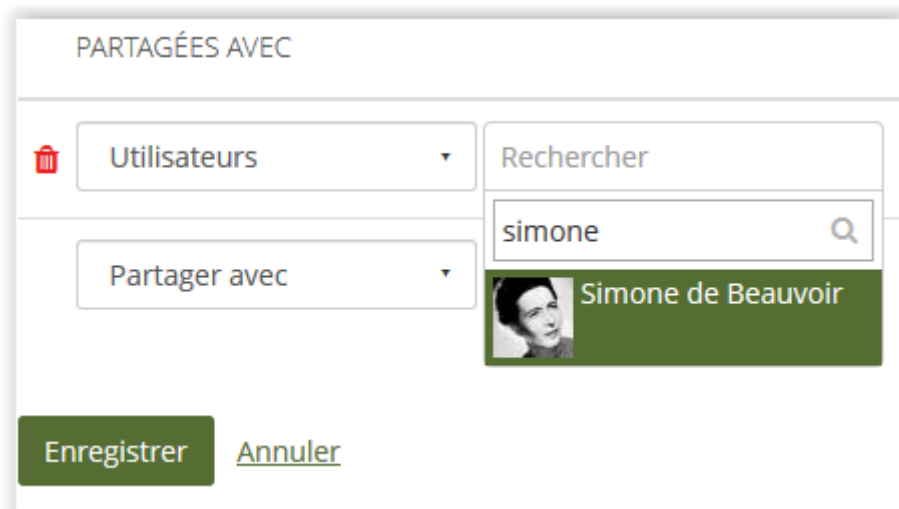 PARTAGÉES AVEC
Utilisateurs
Rechercher
simone
Partager avec
Simone de Beauvoir
Enregistrer
Annuler